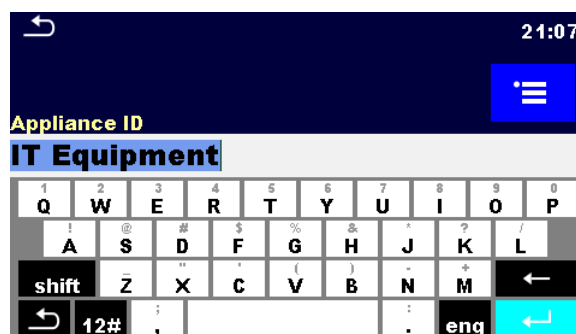 21:07
Appliance ID
IT Equipment
1 2 3 4 5 6 7 8 9 0
Q W E R T Y U I O P
! @ # $ % & * ? /
A S D F G H J K L
_ " ' ( ) - +
shift Z X C V B N M
; :
12# , . eng